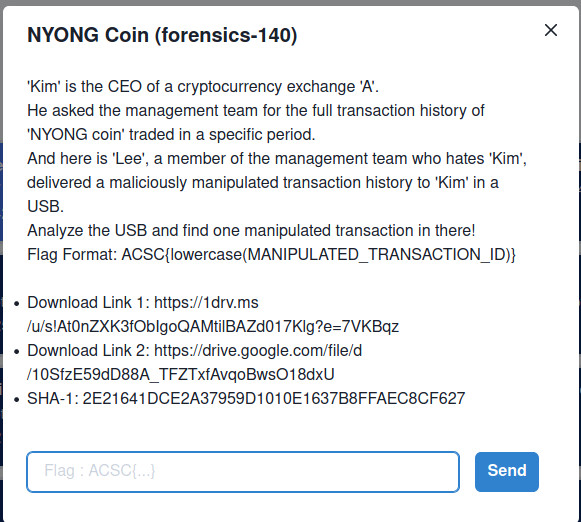 NYONG Coin (forensics-140)
'Kim' is the CEO of a cryptocurrency exchange 'A'.
He asked the management team for the full transaction history of
'NYONG coin' traded in a specific period.
And here is 'Lee', a member of the management team who hates 'Kim',
delivered a maliciously manipulated transaction history to 'Kim' in a
USB.
Analyze the USB and find one manipulated transaction in there!
Flag Format: ACSC{lowercase(MANIPULATED_TRANSACTION_ID)}
• Download Link 1: https://1drv.ms
/u/s!At0nZXK3fObIgoQAMtilBAZd017Klg?e=7VKBqz
• Download Link 2: https://drive.google.com/file/d
/10SfzE59dD88A_TFZTxfAvqoBwsO18dxU
• SHA-1: 2E21641DCE2A37959D1010E1637B8FFAEC8CF627
Flag : ACSC{...}
Send